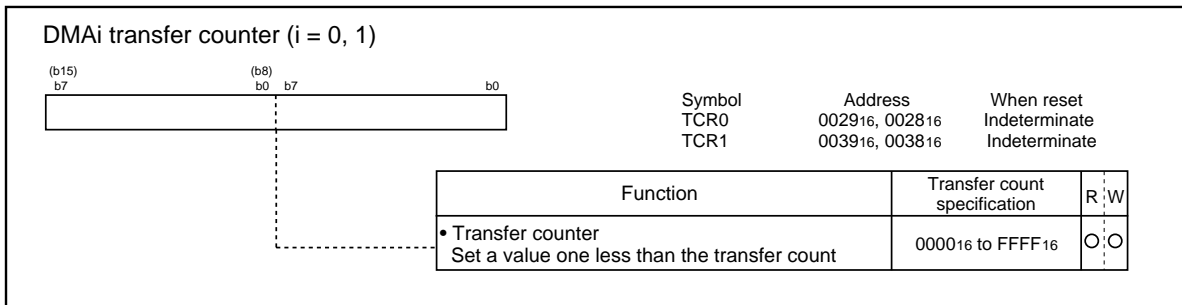 DMAi transfer counter (i = 0, 1)
(b15) (b8)
b7 b0 b7 b0
Symbol Address When reset
TCR0 002916, 002816 Indeterminate
TCR1 003916, 003816 Indeterminate
Function Transfer count specification R W
• Transfer counter
Set a value one less than the transfer count 000016 to FFFF16 O O